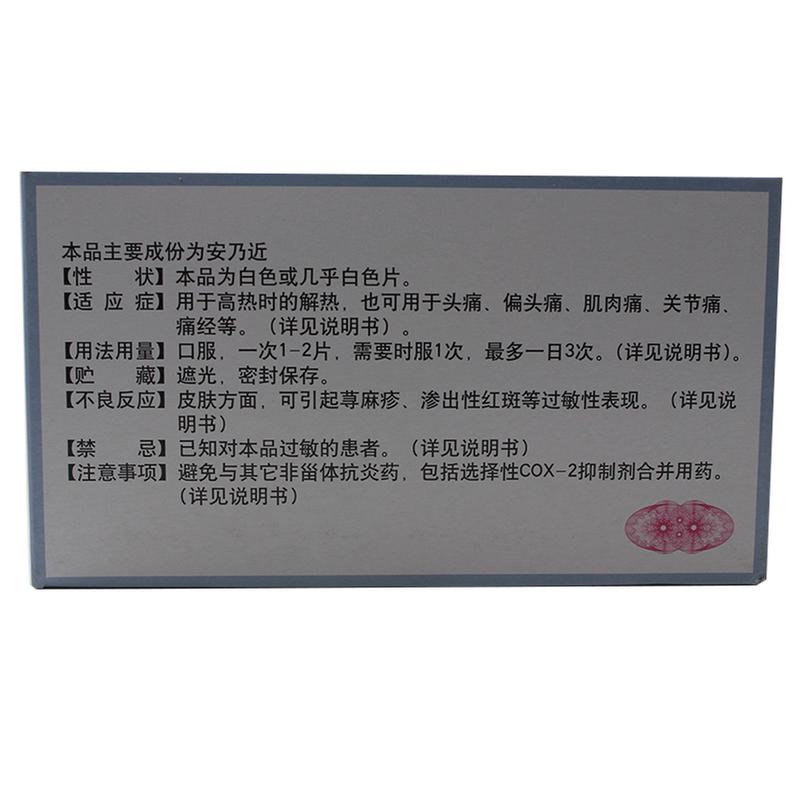 本品主要成份为安乃近
【性　　状】本品为白色或几乎白色片。
【适 应 症】用于高热时的解热，也可用于头痛、偏头痛、肌肉痛、关节痛、
痛经等。（详见说明书）。
【用法用量】口服，一次1-2片，需要时服1次，最多一日3次。（详见说明书）。
【贮　　藏】遮光，密封保存。
【不良反应】皮肤方面，可引起荨麻疹、渗出性红斑等过敏性表现。（详见说
明书）
【禁　　忌】已知对本品过敏的患者。（详见说明书）
【注意事项】避免与其它非甾体抗炎药，包括选择性COX-2抑制剂合并用药。
（详见说明书）